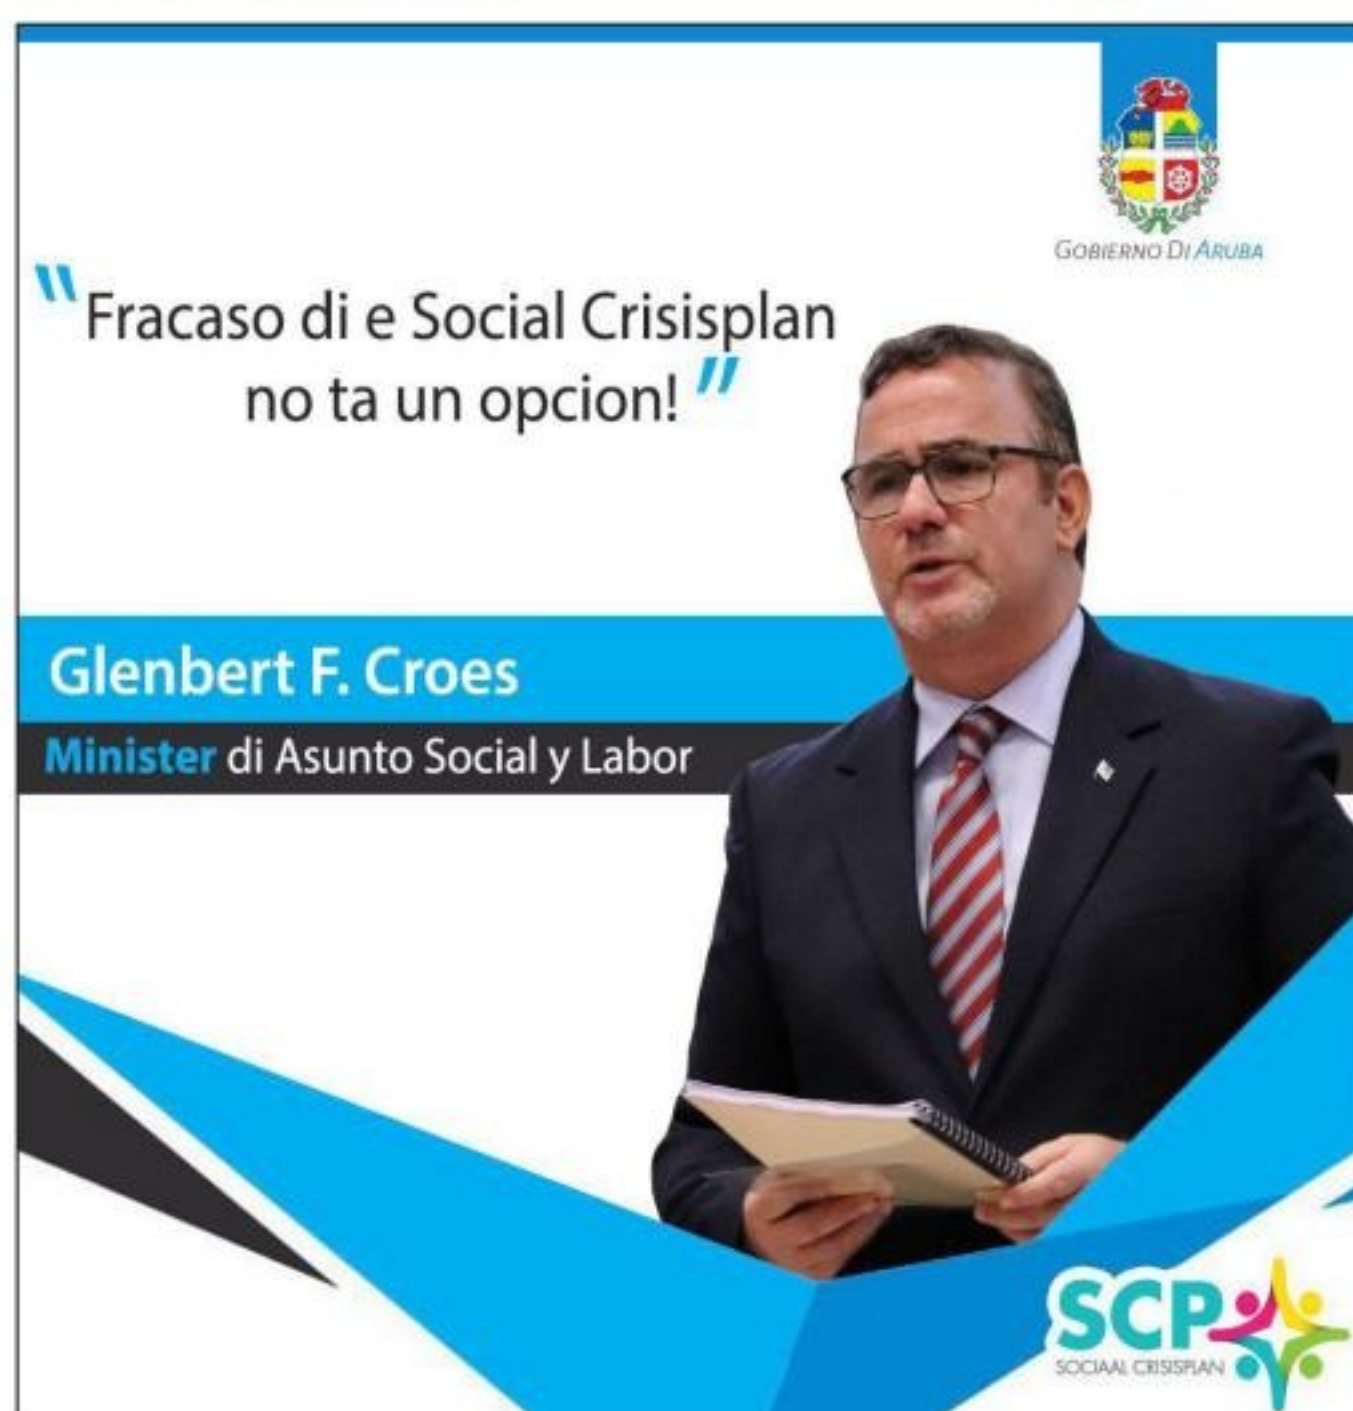 GOBIERNO DI ARUBA
"Fracaso di e Social Crisisplan
no ta un opcion!"
Glenbert F. Croes
Minister di Asunto Social y Labor
SCP
SOCIAAL CRISISPLAN